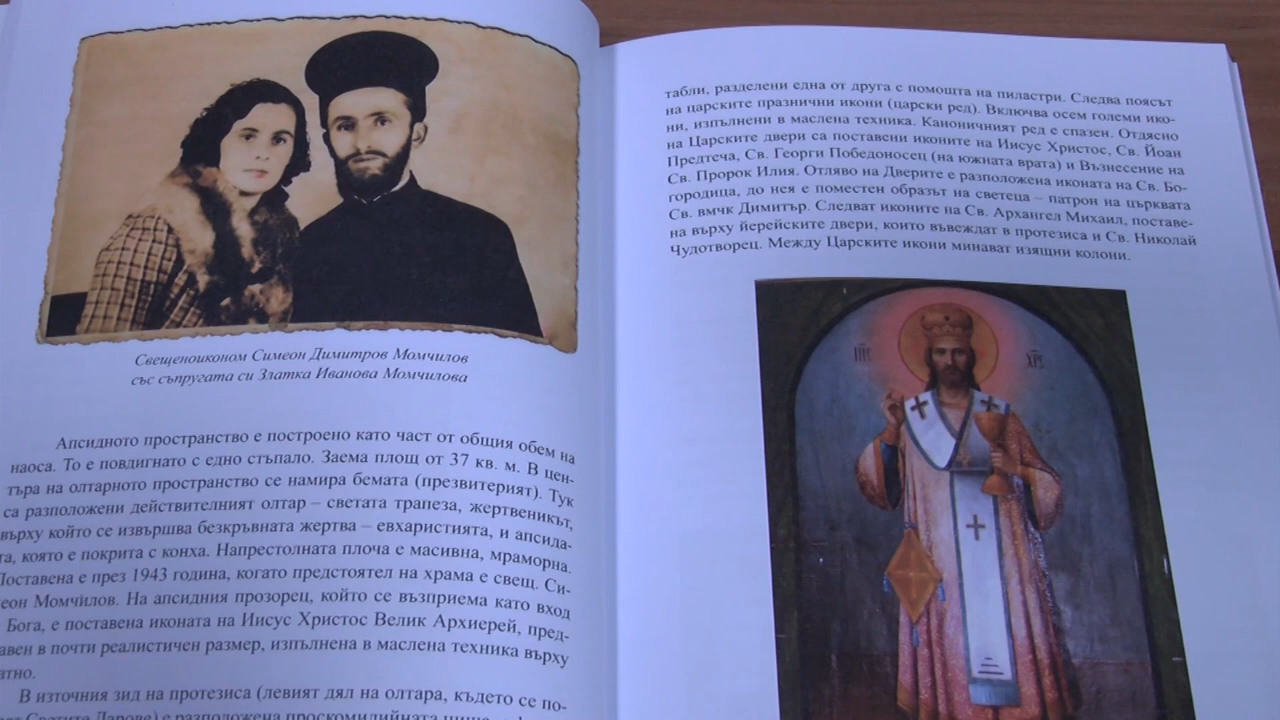 Свещеноиконом Симеон Димитров Момчилов
със съпругата си Златка Иванова Момчилова
Апсидното пространство е построено като част от общия обем на
наоса. То е повдигнато с едно стъпало. Заема площ от 37 кв. м. В цен-
търа на олтарното пространство се намира бемата (презвитерият). Тук
са разположени действителният олтар – светата трапеза, жертвеникът,
върху който се извършва безкръвната жертва – евхаристията, и апсида-
та, която е покрита с конха. Напрестолната плоча е масивна, мраморна.
Поставена е през 1943 година, когато предстоятел на храма е свещ. Си-
еон Момчилов. На апсидния прозорец, който се възприема като вход
Бога, е поставена иконата на Иисус Христос Велик Архиерей, пред-
авен в почти реалистичен размер, изпълнена в маслена техника върху
атно.
В източния зид на протезиса (левият дял на олтара, където се по-
Светите Дарове) е разположена проскомидийната
табли, разделени една от друга с помощта на пиластри. Следва поясът
на царските празнични икони (царски ред). Включва осем големи ико-
ни, изпълнени в маслена техника. Каноничният ред е спазен. Отдясно
на Царските двери са поставени иконите на Иисус Христос, Св. Йоан
Предтеча, Св. Георги Победоносец (на южната врата) и Възнесение на
Св. Пророк Илия. Отляво на Дверите е разположена иконата на Св. Бо-
городица, до нея е поместен образът на светеца – патрон на църквата
Св. вмчк Димитър. Следват иконите на Св. Архангел Михаил, поставе-
на върху йерейските двери, които въвеждат в протезиса и Св. Николай
Чудотворец. Между Царските икони минават изящни колони.